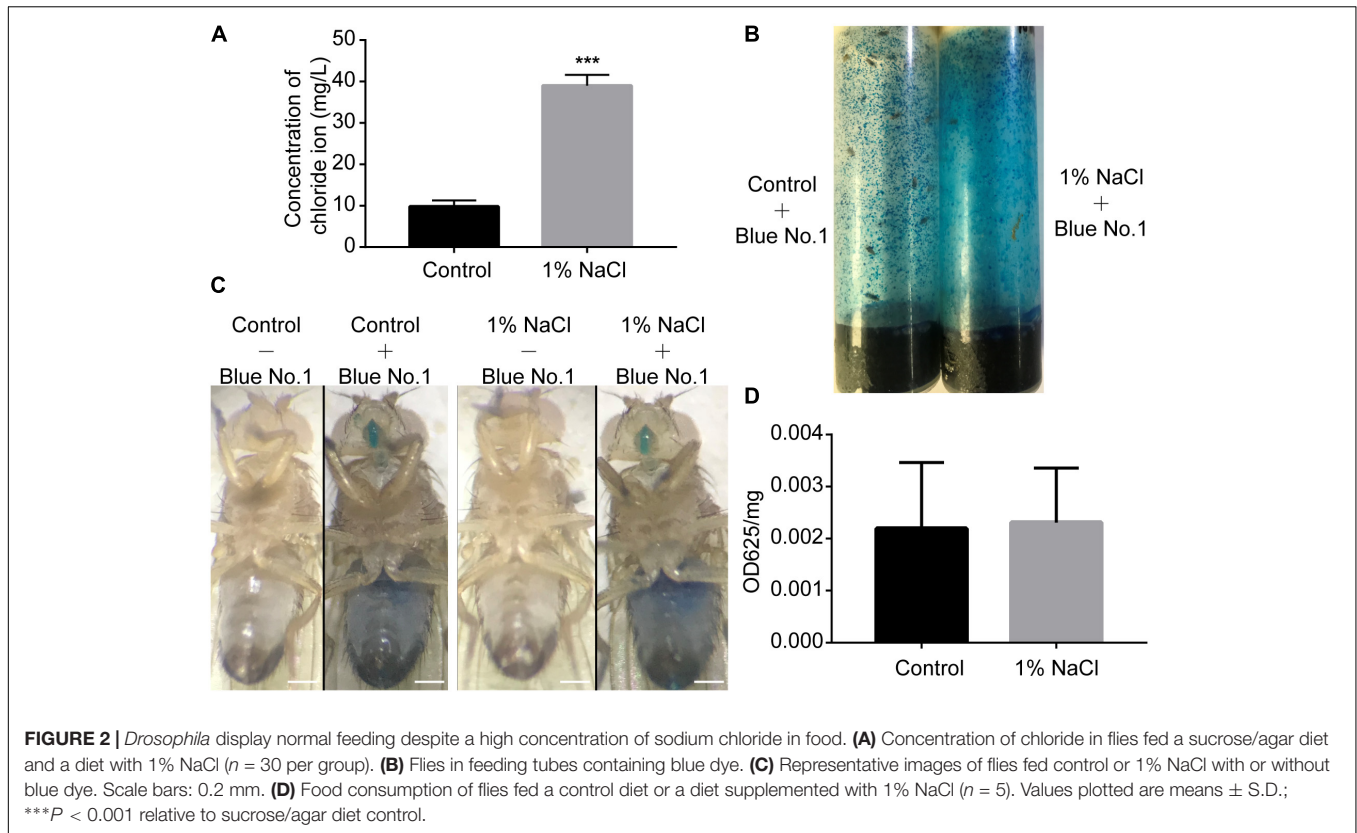 A
Concentration of
chloride ion (mg/L)
50
40
30
20
10
0
***
Control
1% NaCl
B
Control
+
Blue No.1
1% NaCl
+
Blue No.1
C
Control
−
Blue No.1
Control
+
Blue No.1
1% NaCl
−
Blue No.1
1% NaCl
+
Blue No.1
D
OD625/mg
0.004
0.003
0.002
0.001
0.000
Control
1% NaCl
FIGURE 2 | Drosophila display normal feeding despite a high concentration of sodium chloride in food. (A) Concentration of chloride in flies fed a sucrose/agar diet
and a diet with 1% NaCl (n = 30 per group). (B) Flies in feeding tubes containing blue dye. (C) Representative images of flies fed control or 1% NaCl with or without
blue dye. Scale bars: 0.2 mm. (D) Food consumption of flies fed a control diet or a diet supplemented with 1% NaCl (n = 5). Values plotted are means ± S.D.;
***P < 0.001 relative to sucrose/agar diet control.